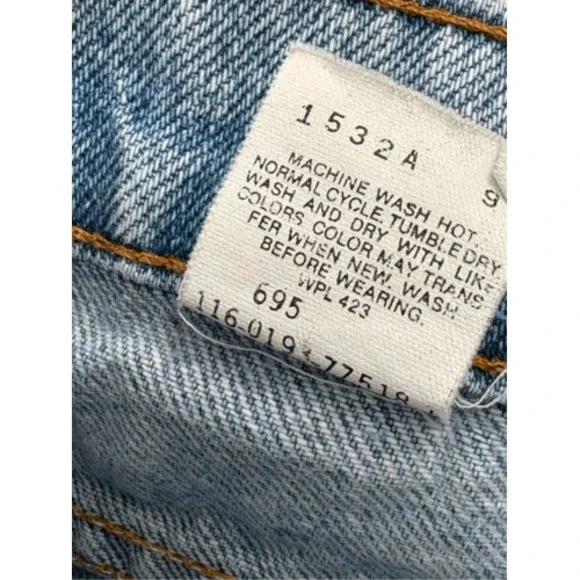 1532A
9
MACHINE WASH HOT.
NORMAL CYCLE. TUMBLE DRY
WASH AND DRY WITH LIKE
COLORS. COLOR MAY TRANS
FER WHEN NEW. WASH
BEFORE WEARING.
WPL 423
695
116 019 77518